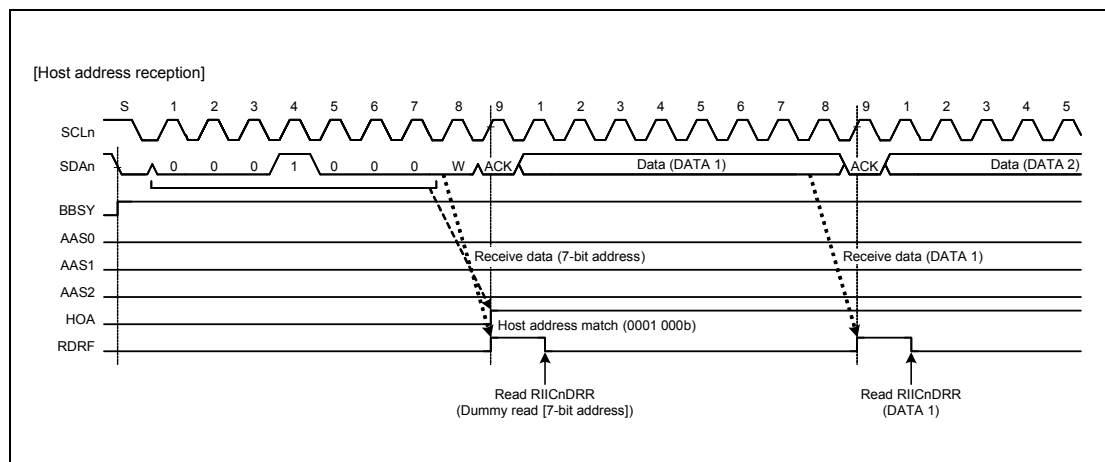 [Host address reception]
S 1 2 3 4 5 6 7 8 9 1 2 3 4 5 6 7 8 9 1 2 3 4 5
SCLn
SDAn 0 0 0 1 0 0 0 W ACK Data (DATA 1) ACK Data (DATA 2)
BBSY
AAS0
Receive data (7-bit address) Receive data (DATA 1)
AAS1
AAS2
HOA
Host address match (0001 000b)
RDRF
Read RIICnDRR
(Dummy read [7-bit address])
Read RIICnDRR
(DATA 1)